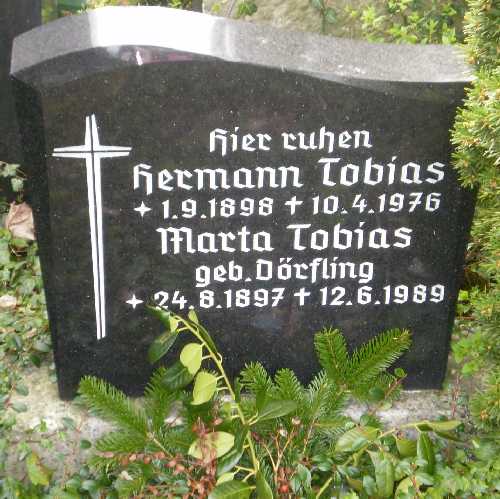 Hier ruhen
Hermann Tobias
✦ 1.9.1898 ✝ 10.4.1976
Marta Tobias
geb. Dörfling
✦ 24.8.1897 ✝ 12.6.1989